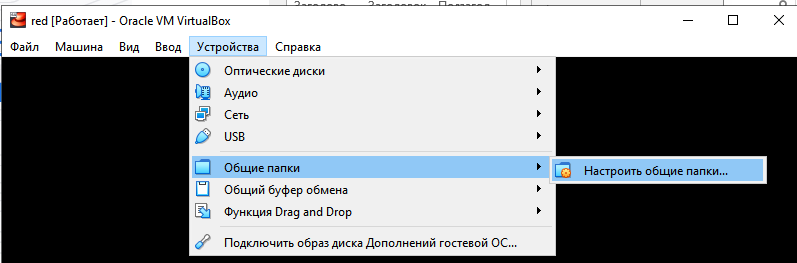 red [Работает] - Oracle VM VirtualBox
Файл Машина Вид Ввод Устройства Справка
Оптические диски
Аудио
Сеть
USB
Общие папки
Настроить общие папки...
Общий буфер обмена
Функция Drag and Drop
Подключить образ диска Дополнений гостевой ОС...